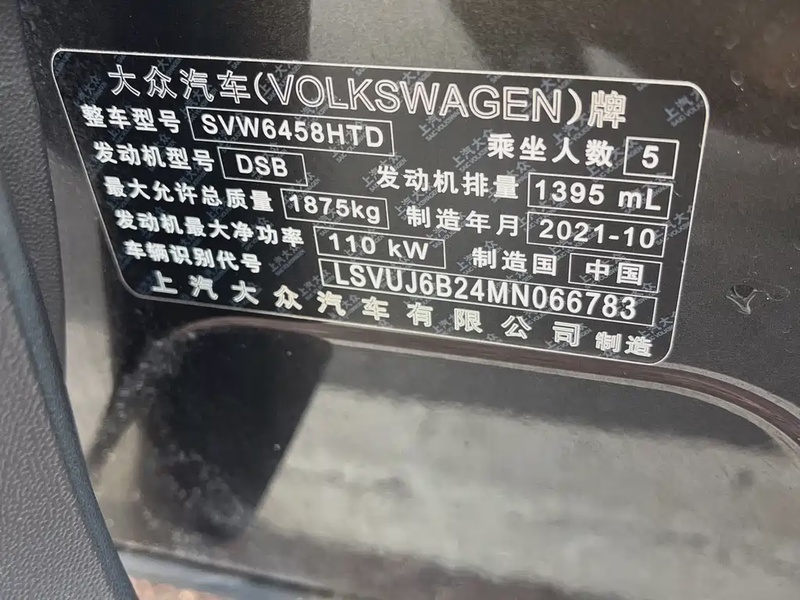 大众汽车(VOLKSWAGEN)牌
整车型号 SVW6458HTD 乘坐人数 5
发动机型号 DSB 发动机排量 1395 mL
最大允许总质量 1875kg 制造年月 2021-10
发动机最大净功率 110 kW 制造国 中国
车辆识别代号 LSVUJ6B24MN066783
上汽大众汽车有限公司 制造